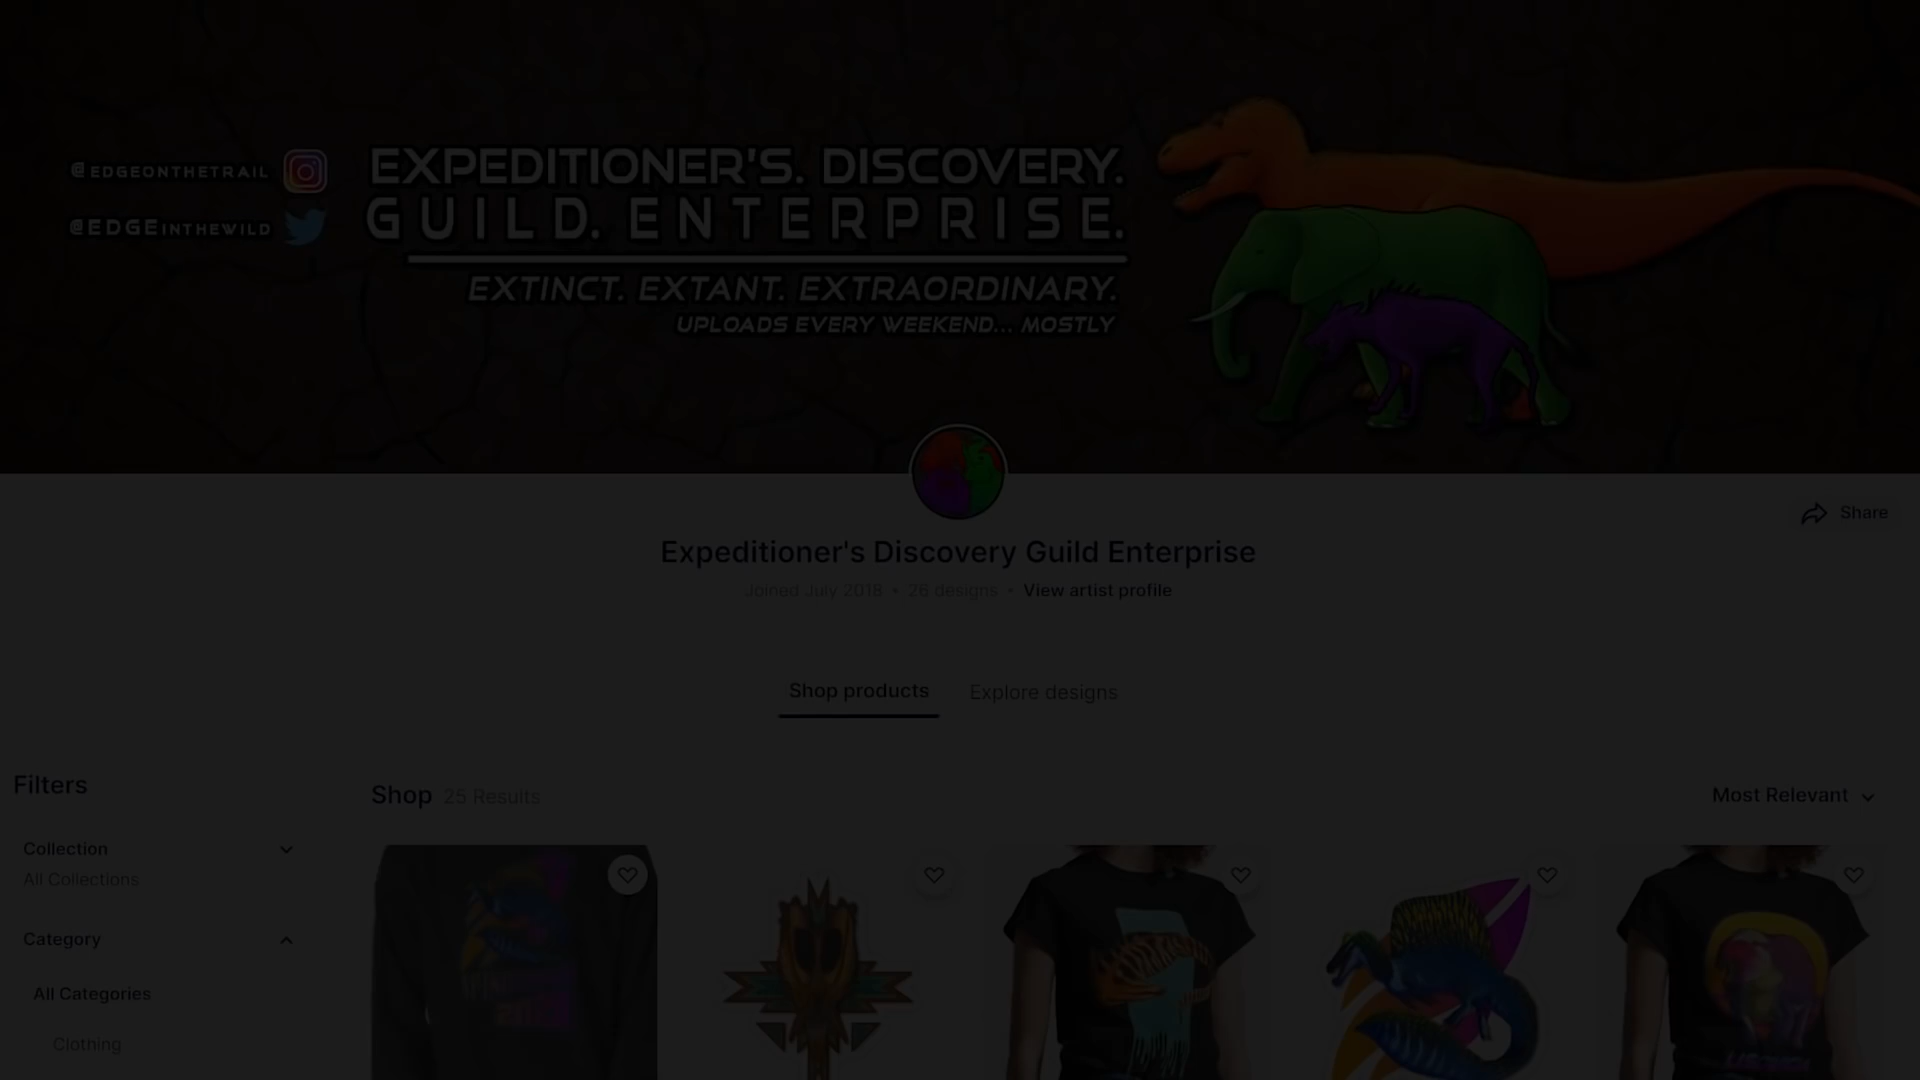 @EDGEONTHETRAIL
@EDGEINTHEWILD
EXPEDITIONER'S. DISCOVERY.
GUILD. ENTERPRISE.
EXTINCT. EXTANT. EXTRAORDINARY.
UPLOADS EVERY WEEKEND... MOSTLY
Share
Expeditioner's Discovery Guild Enterprise
Joined July 2018 • 26 designs • View artist profile
Shop products Explore designs
Filters
Shop 25 Results
Most Relevant
Collection
All Collections
Category
All Categories
Clothing